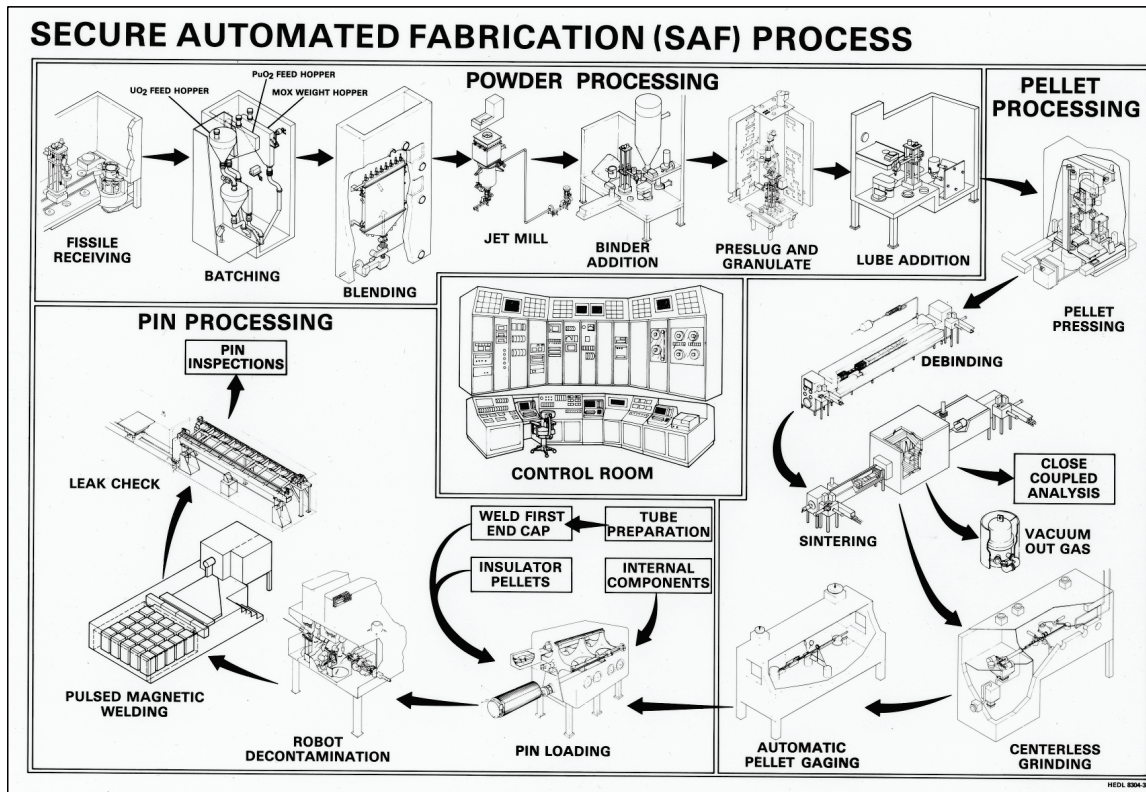 SECURE AUTOMATED FABRICATION (SAF) PROCESS
POWDER PROCESSING
PuO2 FEED HOPPER
UO2 FEED HOPPER
MOX WEIGHT HOPPER
FISSILE
RECEIVING
BATCHING
BLENDING
JET MILL
BINDER
ADDITION
PRESLUG AND
GRANULATE
LUBE ADDITION
PELLET
PROCESSING
PELLET
PRESSING
DEBINDING
SINTERING
CLOSE
COUPLED
ANALYSIS
VACUUM
OUT GAS
CENTERLESS
GRINDING
AUTOMATIC
PELLET GAGING
CONTROL ROOM
PIN PROCESSING
PIN
INSPECTIONS
LEAK CHECK
WELD FIRST
END CAP
TUBE
PREPARATION
INSULATOR
PELLETS
INTERNAL
COMPONENTS
PIN LOADING
ROBOT
DECONTAMINATION
PULSED MAGNETIC
WELDING